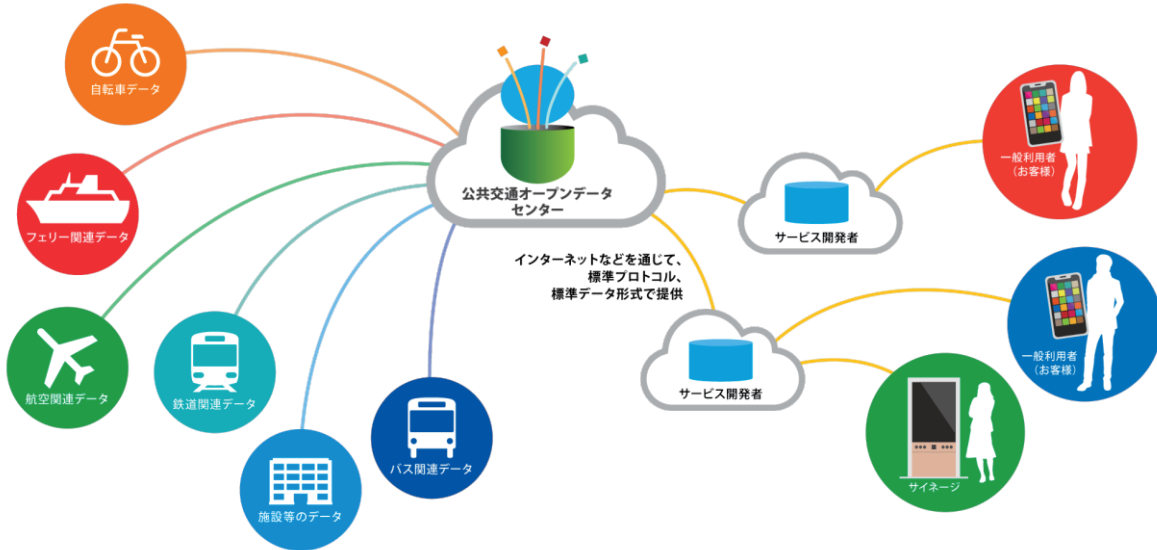 自転車データ
フェリー関連データ
航空関連データ
鉄道関連データ
施設等のデータ
バス関連データ
公共交通オープンデータ
センター
インターネットなどを通じて、
標準プロトコル、
標準データ形式で提供
サービス開発者
サービス開発者
一般利用者
（お客様）
一般利用者
（お客様）
サイネージ